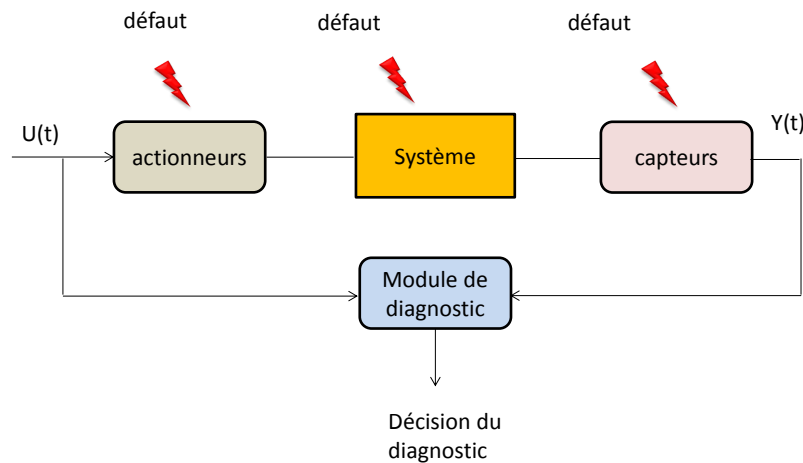 défaut
défaut
défaut
U(t)
Y(t)
actionneurs
Système
capteurs
Module de
diagnostic
Décision du
diagnostic